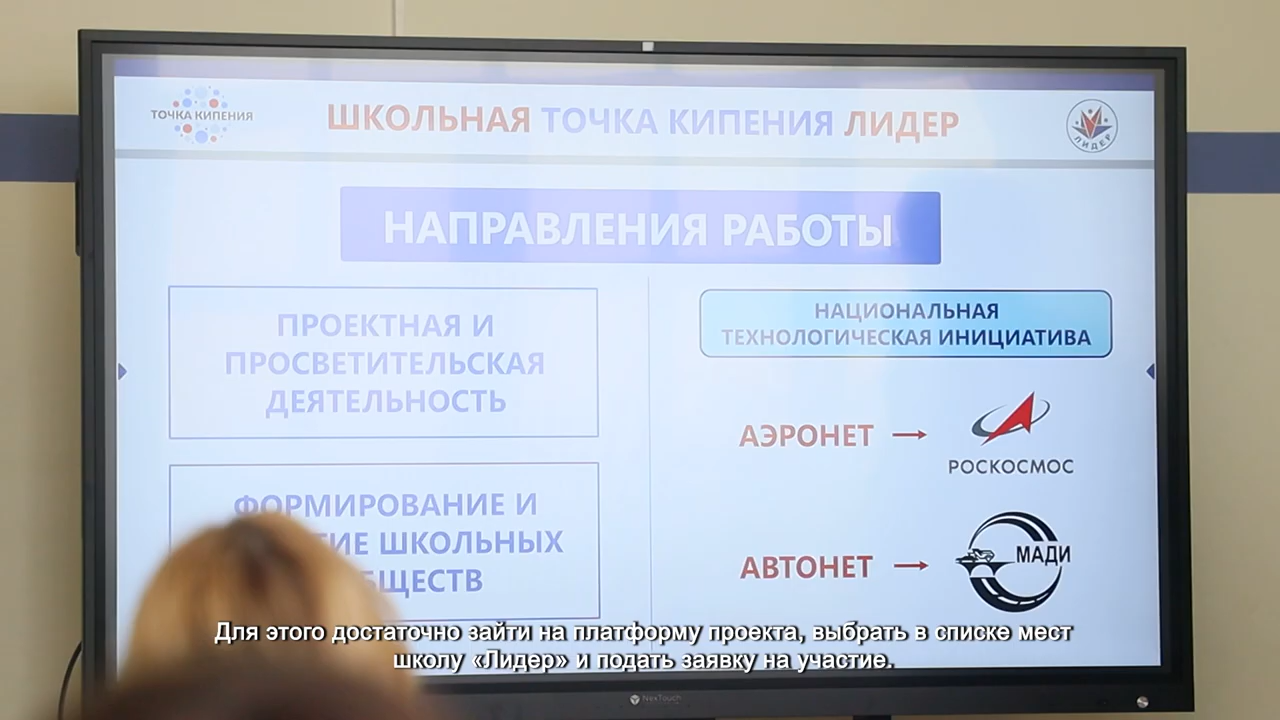 ТОЧКА КИПЕНИЯ
ШКОЛЬНАЯ ТОЧКА КИПЕНИЯ ЛИДЕР
ЛИДЕР
НАПРАВЛЕНИЯ РАБОТЫ
ПРОЕКТНАЯ И
ПРОСВЕТИТЕЛЬСКАЯ
ДЕЯТЕЛЬНОСТЬ
ФОРМИРОВАНИЕ И
ШКОЛЬНЫХ
НАЦИОНАЛЬНАЯ
ТЕХНОЛОГИЧЕСКАЯ ИНИЦИАТИВА
АЭРОНЕТ
РОСКОСМОС
АВТОНЕТ
МАДИ
Для этого достаточно зайти на платформу проекта, выбрать в списке мест
школу «Лидер» и подать заявку на участие.
NexTouch